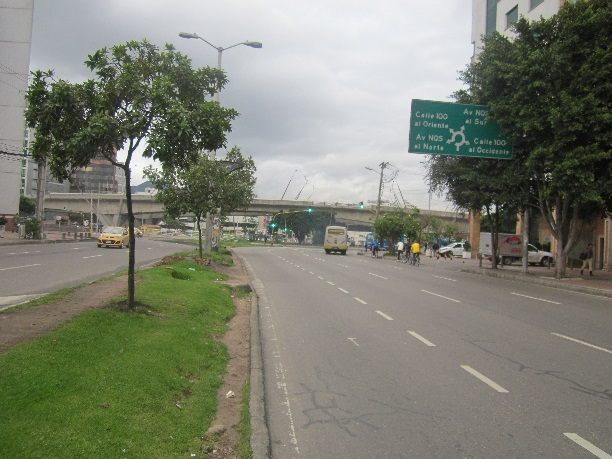 Calle 100
al Oriente
Av NQS
al Sur
Av NQS
al Norte
Calle 100
al Occidente